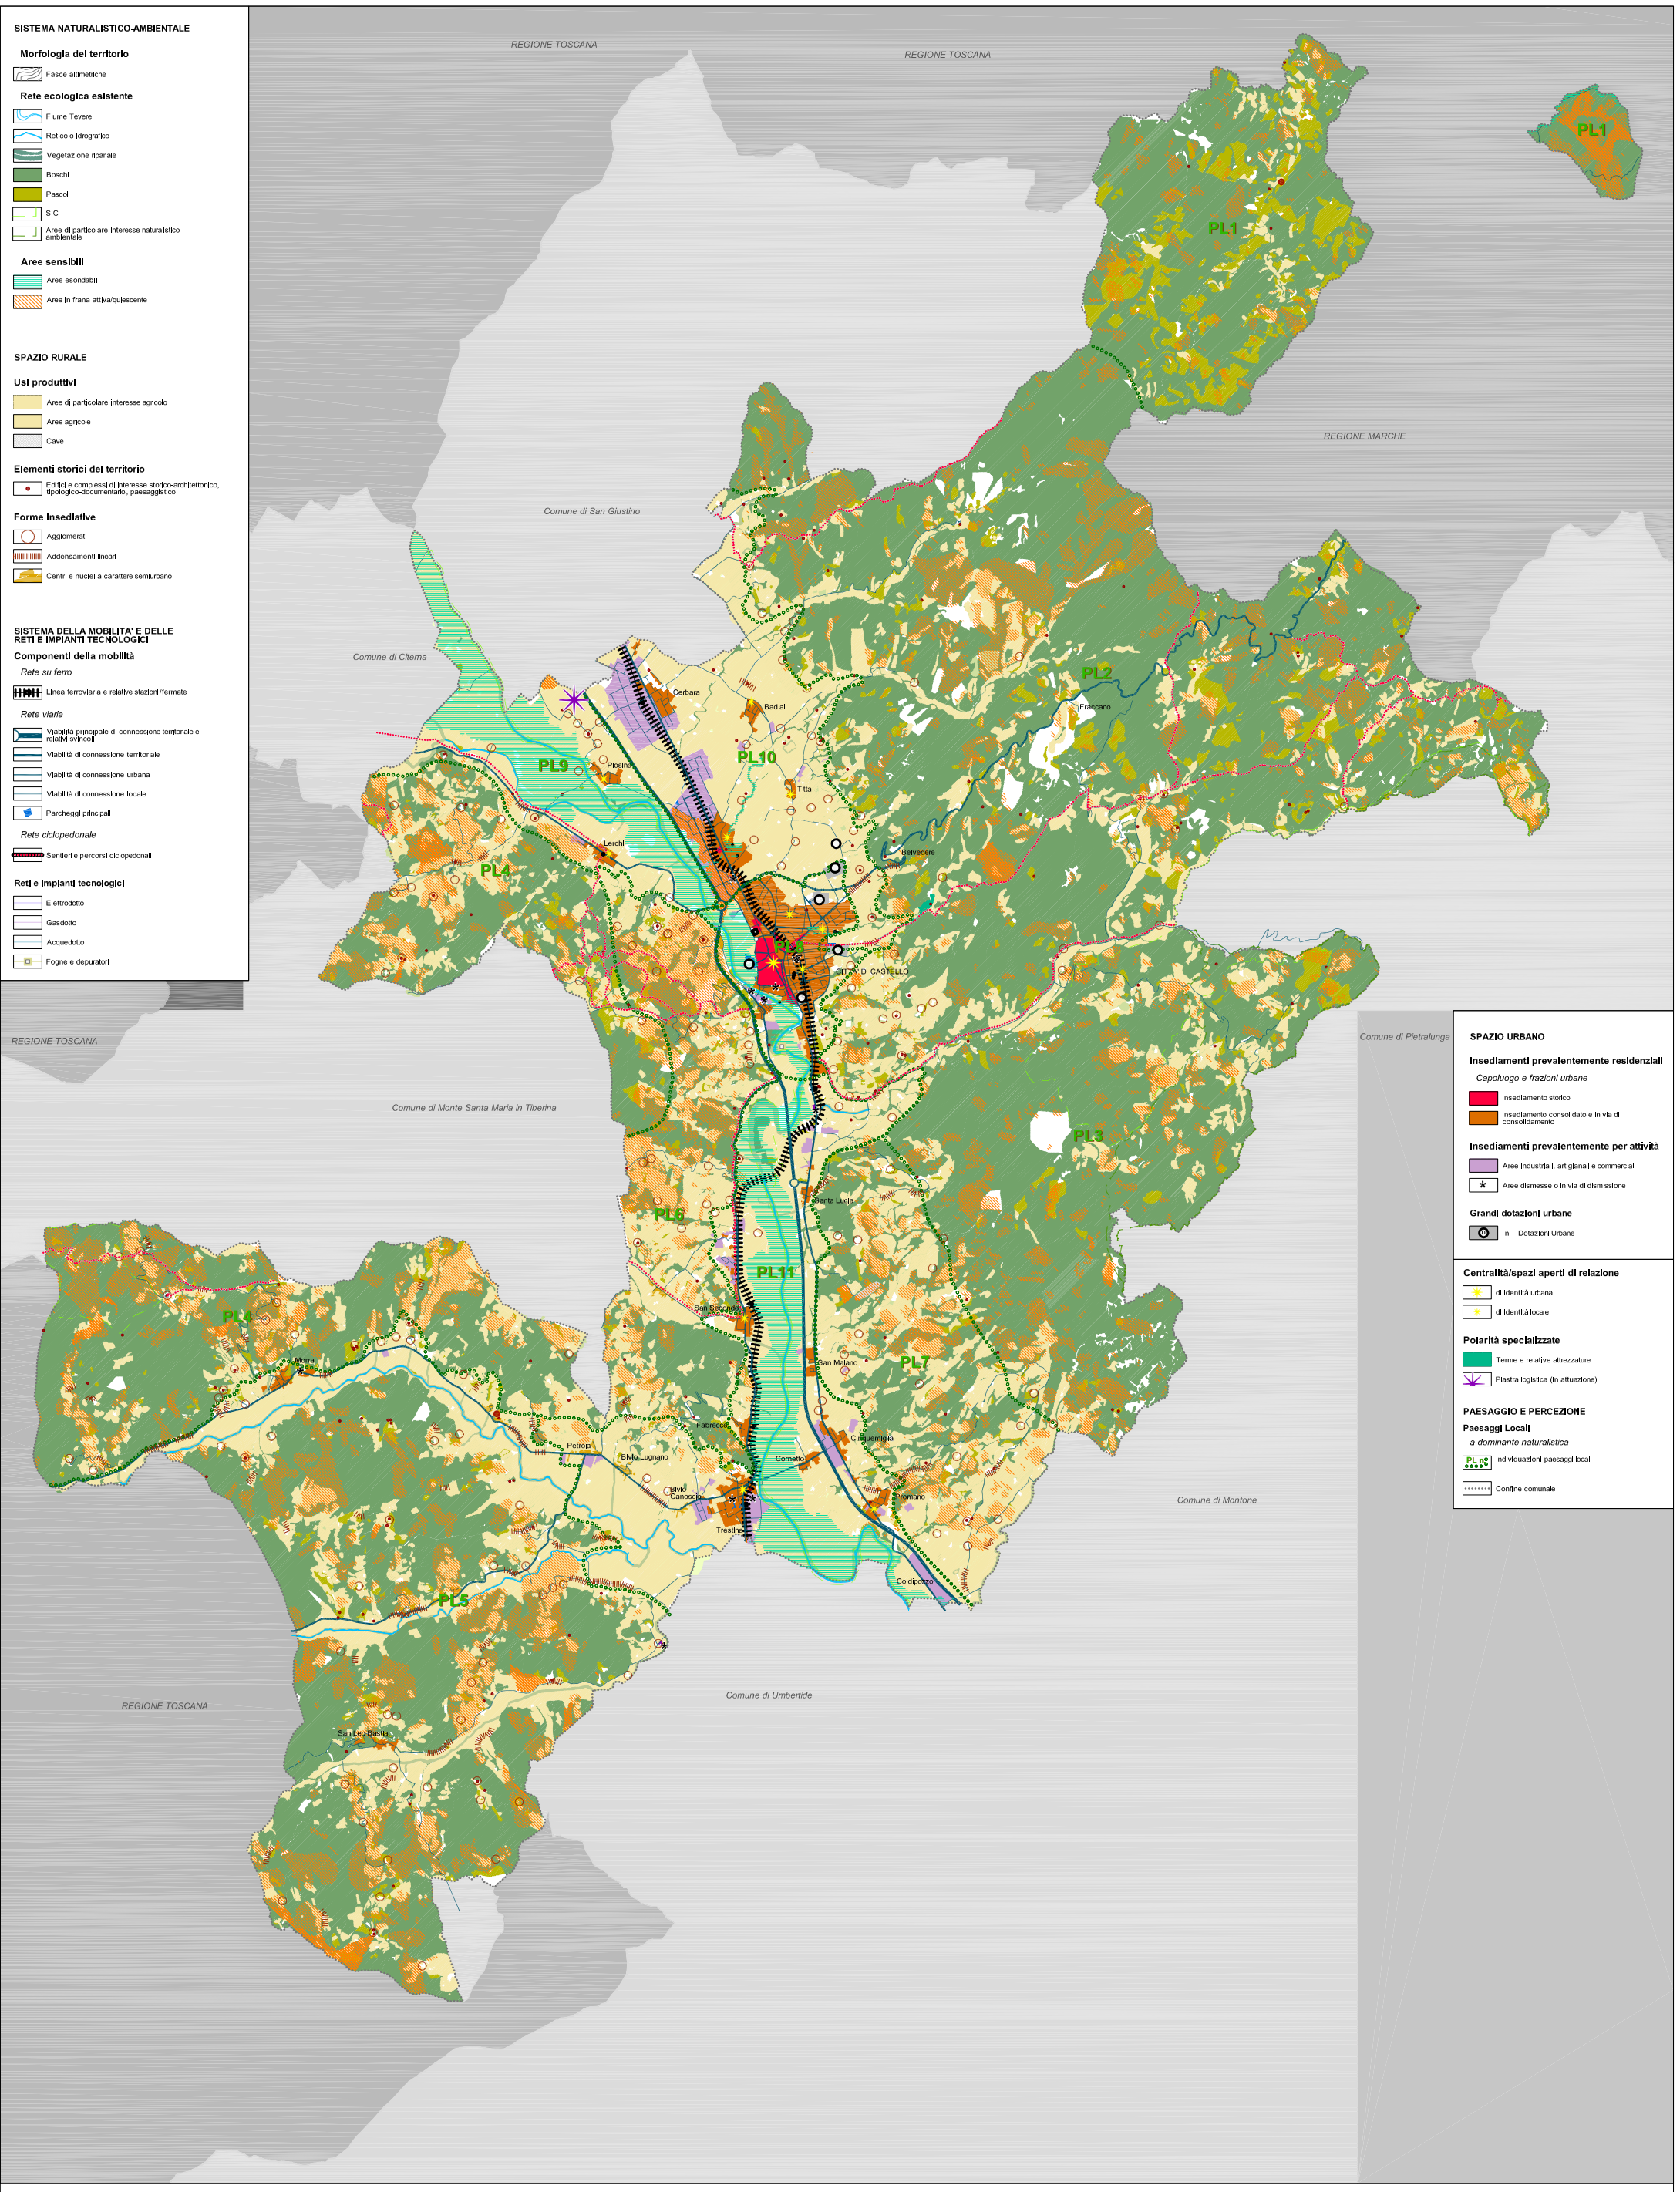 SISTEMA NATURALISTICO-AMBIENTALE
Morfologia del territorio
Fasce altimetriche
Rete ecologica esistente
Fiume Tevere
Reticolo idrografico
Vegetazione ripariale
Boschi
Pascoli
SIC
Aree di particolare interesse naturalistico -
ambientale
Aree sensibili
Aree esondabili
Aree in frana attiva/quiescente
SPAZIO RURALE
Usi produttivi
Aree di particolare interesse agricolo
Aree agricole
Cave
Elementi storici del territorio
Edifici e complessi di interesse storico-architettonico,
tipologico-documentario, paesaggistico
Forme insediative
Agglomerati
Addensamenti lineari
Centri e nuclei a carattere semiurbano
SISTEMA DELLA MOBILITA' E DELLE
RETI E IMPIANTI TECNOLOGICI
Componenti della mobilità
Rete su ferro
Linea ferroviaria e relative stazioni/fermate
Rete viaria
Viabilità principale di connessione territoriale e
relativi svincoli
Viabilità di connessione territoriale
Viabilità di connessione urbana
Viabilità di connessione locale
Parcheggi principali
Rete ciclopedonale
Sentieri e percorsi ciclopedonali
Reti e impianti tecnologici
Elettrodotto
Gasdotto
Acquedotto
Fogne e depuratori
REGIONE TOSCANA
REGIONE TOSCANA
PL1
PL1
REGIONE MARCHE
Comune di San Giustino
Comune di Citerna
PL2
Fraccano
Cerbara
Badiali
PL10
PL9
Piosina
Titta
Lerchi
Belvedere
PL4
CITTA' DI CASTELLO
REGIONE TOSCANA
Comune di Pietralunga
Comune di Monte Santa Maria in Tiberina
PL3
Santa Lucia
PL6
PL11
San Secondo
PL4
Morra
San Maiano
PL7
Fabrecce
Petroia
Bivio Lugnano
Cornetto
Cinquemiglia
Bivio
Canoscio
Promano
Trestina
Comune di Montone
Coldipozzo
PL5
REGIONE TOSCANA
Comune di Umbertide
San Leo Bastia
SPAZIO URBANO
Insediamenti prevalentemente residenziali
Capoluogo e frazioni urbane
Insediamento storico
Insediamento consolidato e in via di
consolidamento
Insediamenti prevalentemente per attività
Aree industriali, artigianali e commerciali
Aree dismesse o in via di dismissione
Grandi dotazioni urbane
n. - Dotazioni Urbane
Centralità/spazi aperti di relazione
di identità urbana
di identità locale
Polarità specializzate
Terme e relative attrezzature
Piastra logistica (in attuazione)
PAESAGGIO E PERCEZIONE
Paesaggi Locali
a dominante naturalistica
PL n°
Individuazioni paesaggi locali
Confine comunale